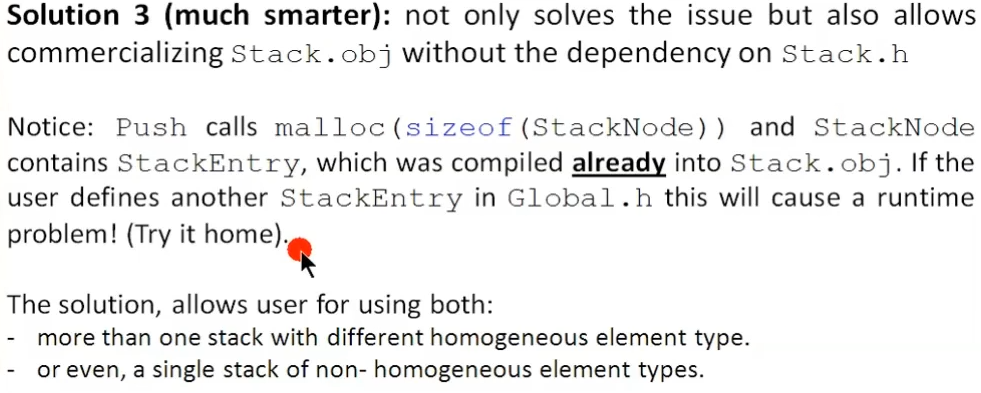 Solution 3 (much smarter): not only solves the issue but also allows
commercializing Stack.obj without the dependency on Stack.h
Notice: Push calls malloc(sizeof(StackNode)) and StackNode
contains StackEntry, which was compiled already into Stack.obj. If the
user defines another StackEntry in Global.h this will cause a runtime
problem! (Try it home).
The solution, allows user for using both:
- more than one stack with different homogeneous element type.
- or even, a single stack of non- homogeneous element types.